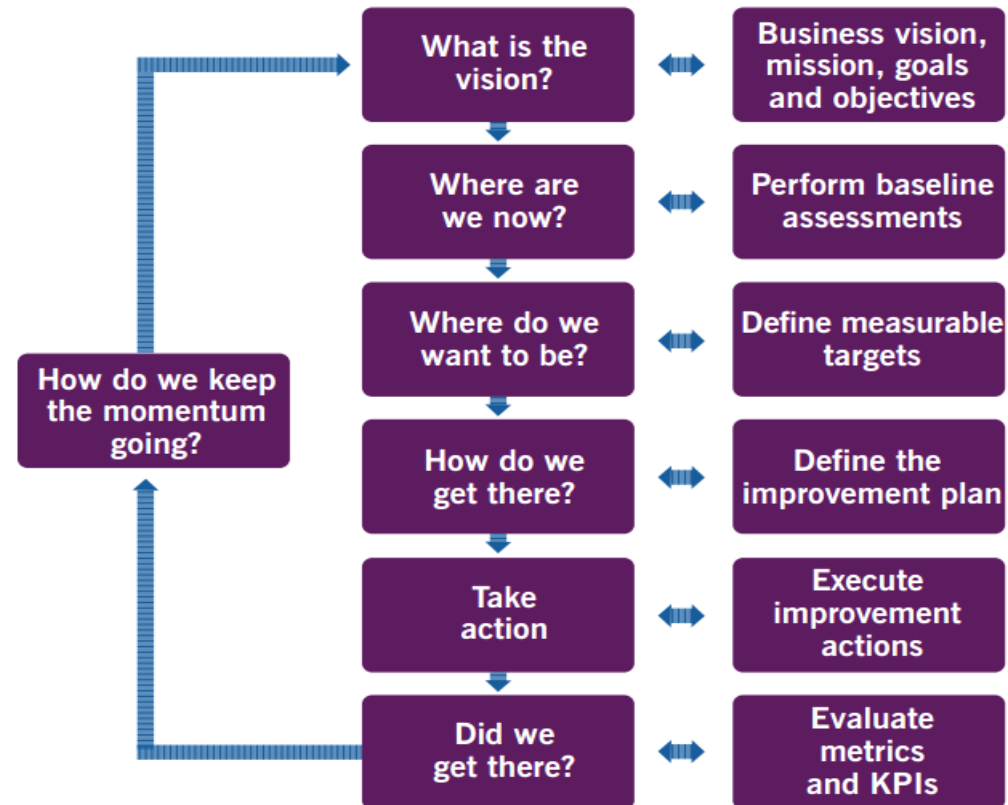 What is the
vision?
Business vision,
mission, goals
and objectives
Where are
we now?
Perform baseline
assessments
Where do we
want to be?
Define measurable
targets
How do we keep
the momentum
going?
How do we
get there?
Define the
improvement plan
Take
action
Execute
improvement
actions
Did we
get there?
Evaluate
metrics
and KPIs